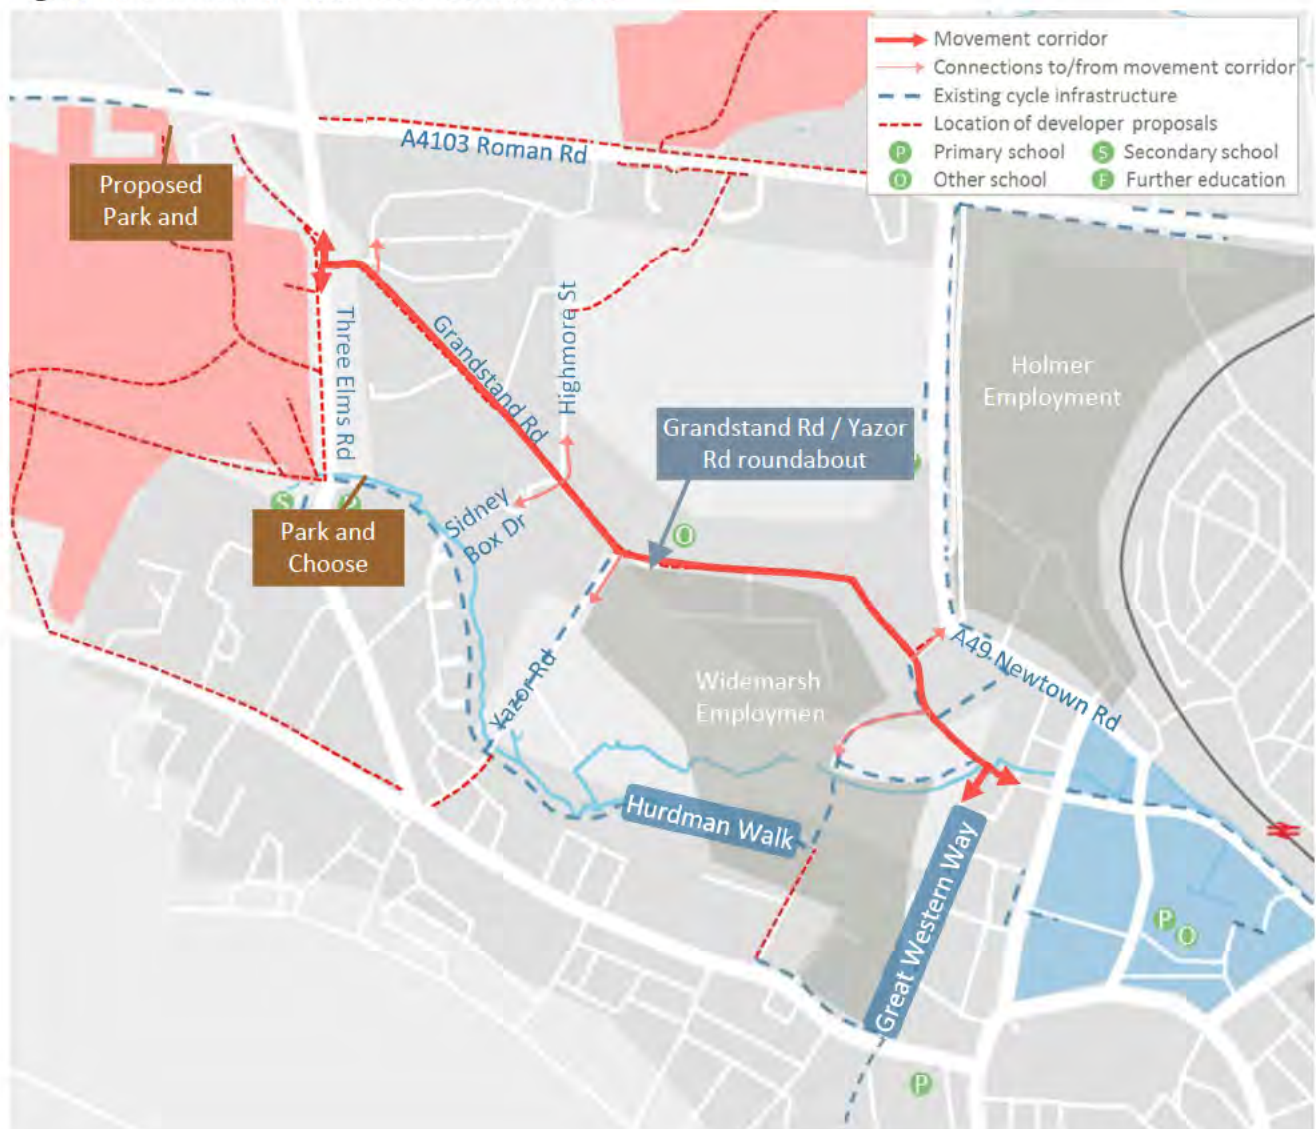 Movement corridor
Connections to/from movement corridor
Existing cycle infrastructure
Location of developer proposals
P Primary school S Secondary school
O Other school F Further education
A4103 Roman Rd
Proposed
Park and
Three Elms Rd
Grandstand Rd
Highmore St
Holmer
Employment
Grandstand Rd / Yazor
Rd roundabout
S
Park and
Choose
Sidney
Box Dr
O
A49 Newtown Rd
Yazor Rd
Widemarsh
Employmen
Hurdman Walk
Great Western Way
P
O
P